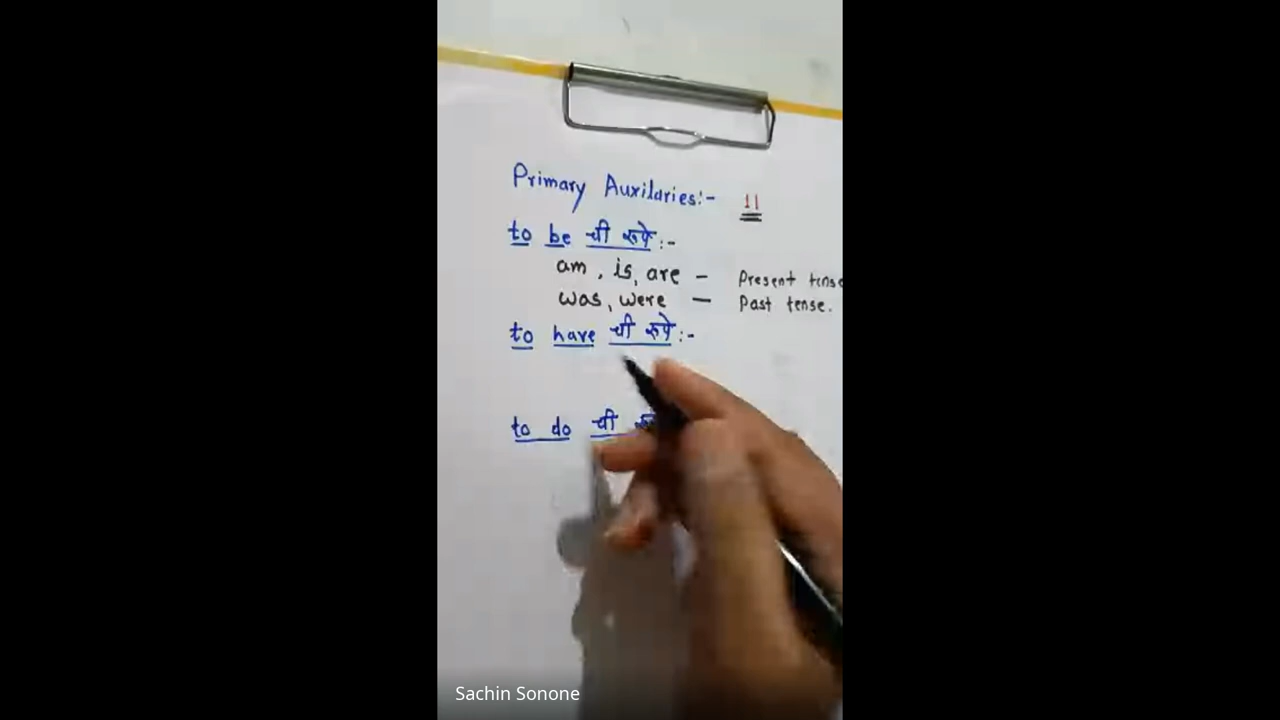 Primary Auxilaries:- 11
to be ची रूपे:-
am, is, are - Present tense
was, were - Past tense.
to have ची रूपे:-
to do ची
Sachin Sonone